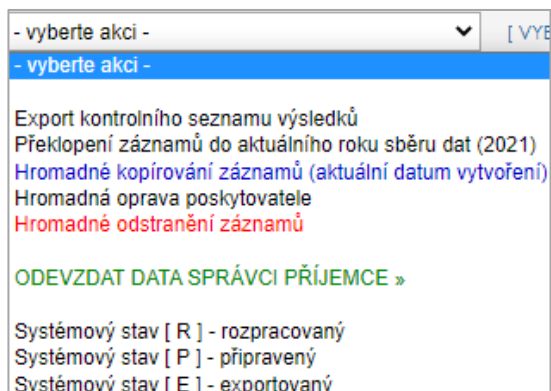 - vyberte akci -
[ VYB
- vyberte akci -
Export kontrolního seznamu výsledků
Překlopení záznamů do aktuálního roku sběru dat (2021)
Hromadné kopírování záznamů (aktuální datum vytvoření)
Hromadná oprava poskytovatele
Hromadné odstranění záznamů
ODEVZDAT DATA SPRÁVCI PŘÍJEMCE »
Systémový stav [ R ] - rozpracovaný
Systémový stav [ P ] - připravený
Systémový stav [ E ] - exportovaný